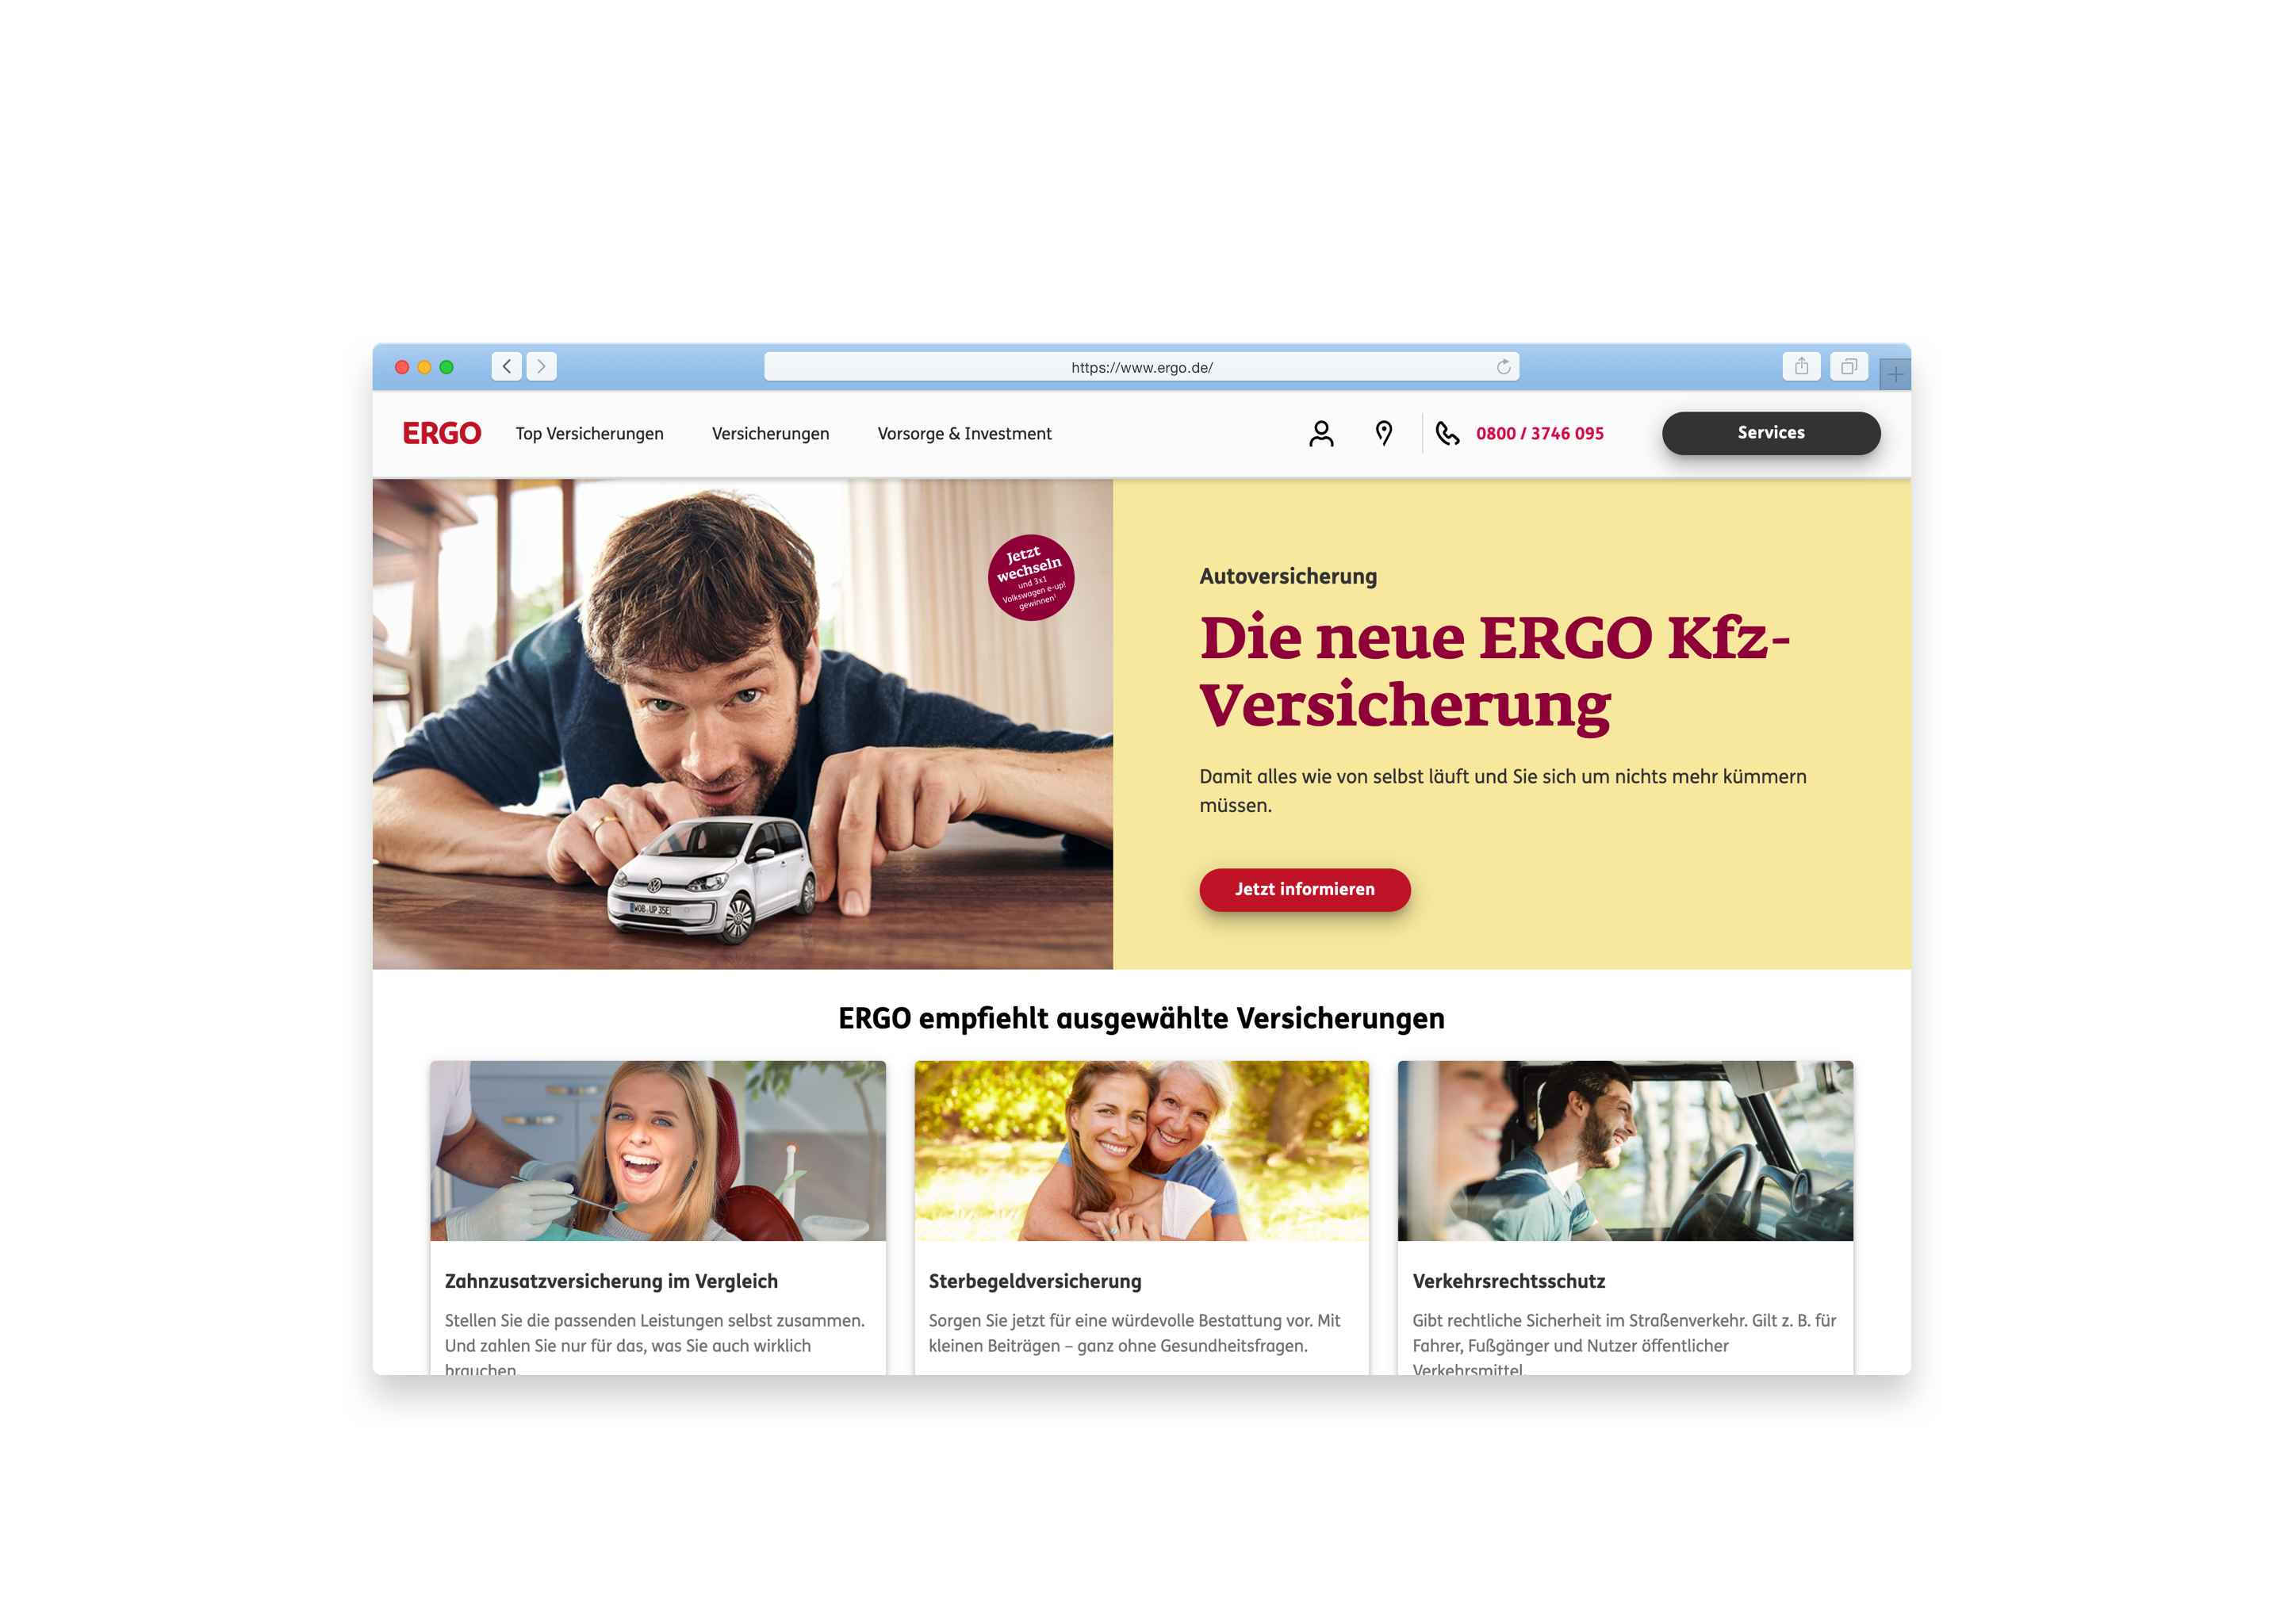 https://www.ergo.de/
ERGO
Top Versicherungen
Versicherungen
Vorsorge & Investment
0800 / 3746 095
Services
Jetzt
wechseln
und 3x1
Volkswagen e-up!
gewinnen¹
WOB UP 35E
Autoversicherung
Die neue ERGO Kfz-
Versicherung
Damit alles wie von selbst läuft und Sie sich um nichts mehr kümmern
müssen.
Jetzt informieren
ERGO empfiehlt ausgewählte Versicherungen
Zahnzusatzversicherung im Vergleich
Stellen Sie die passenden Leistungen selbst zusammen.
Und zahlen Sie nur für das, was Sie auch wirklich
brauchen.
Sterbegeldversicherung
Sorgen Sie jetzt für eine würdevolle Bestattung vor. Mit
kleinen Beiträgen – ganz ohne Gesundheitsfragen.
Verkehrsrechtsschutz
Gibt rechtliche Sicherheit im Straßenverkehr. Gilt z. B. für
Fahrer, Fußgänger und Nutzer öffentlicher
Verkehrsmittel.